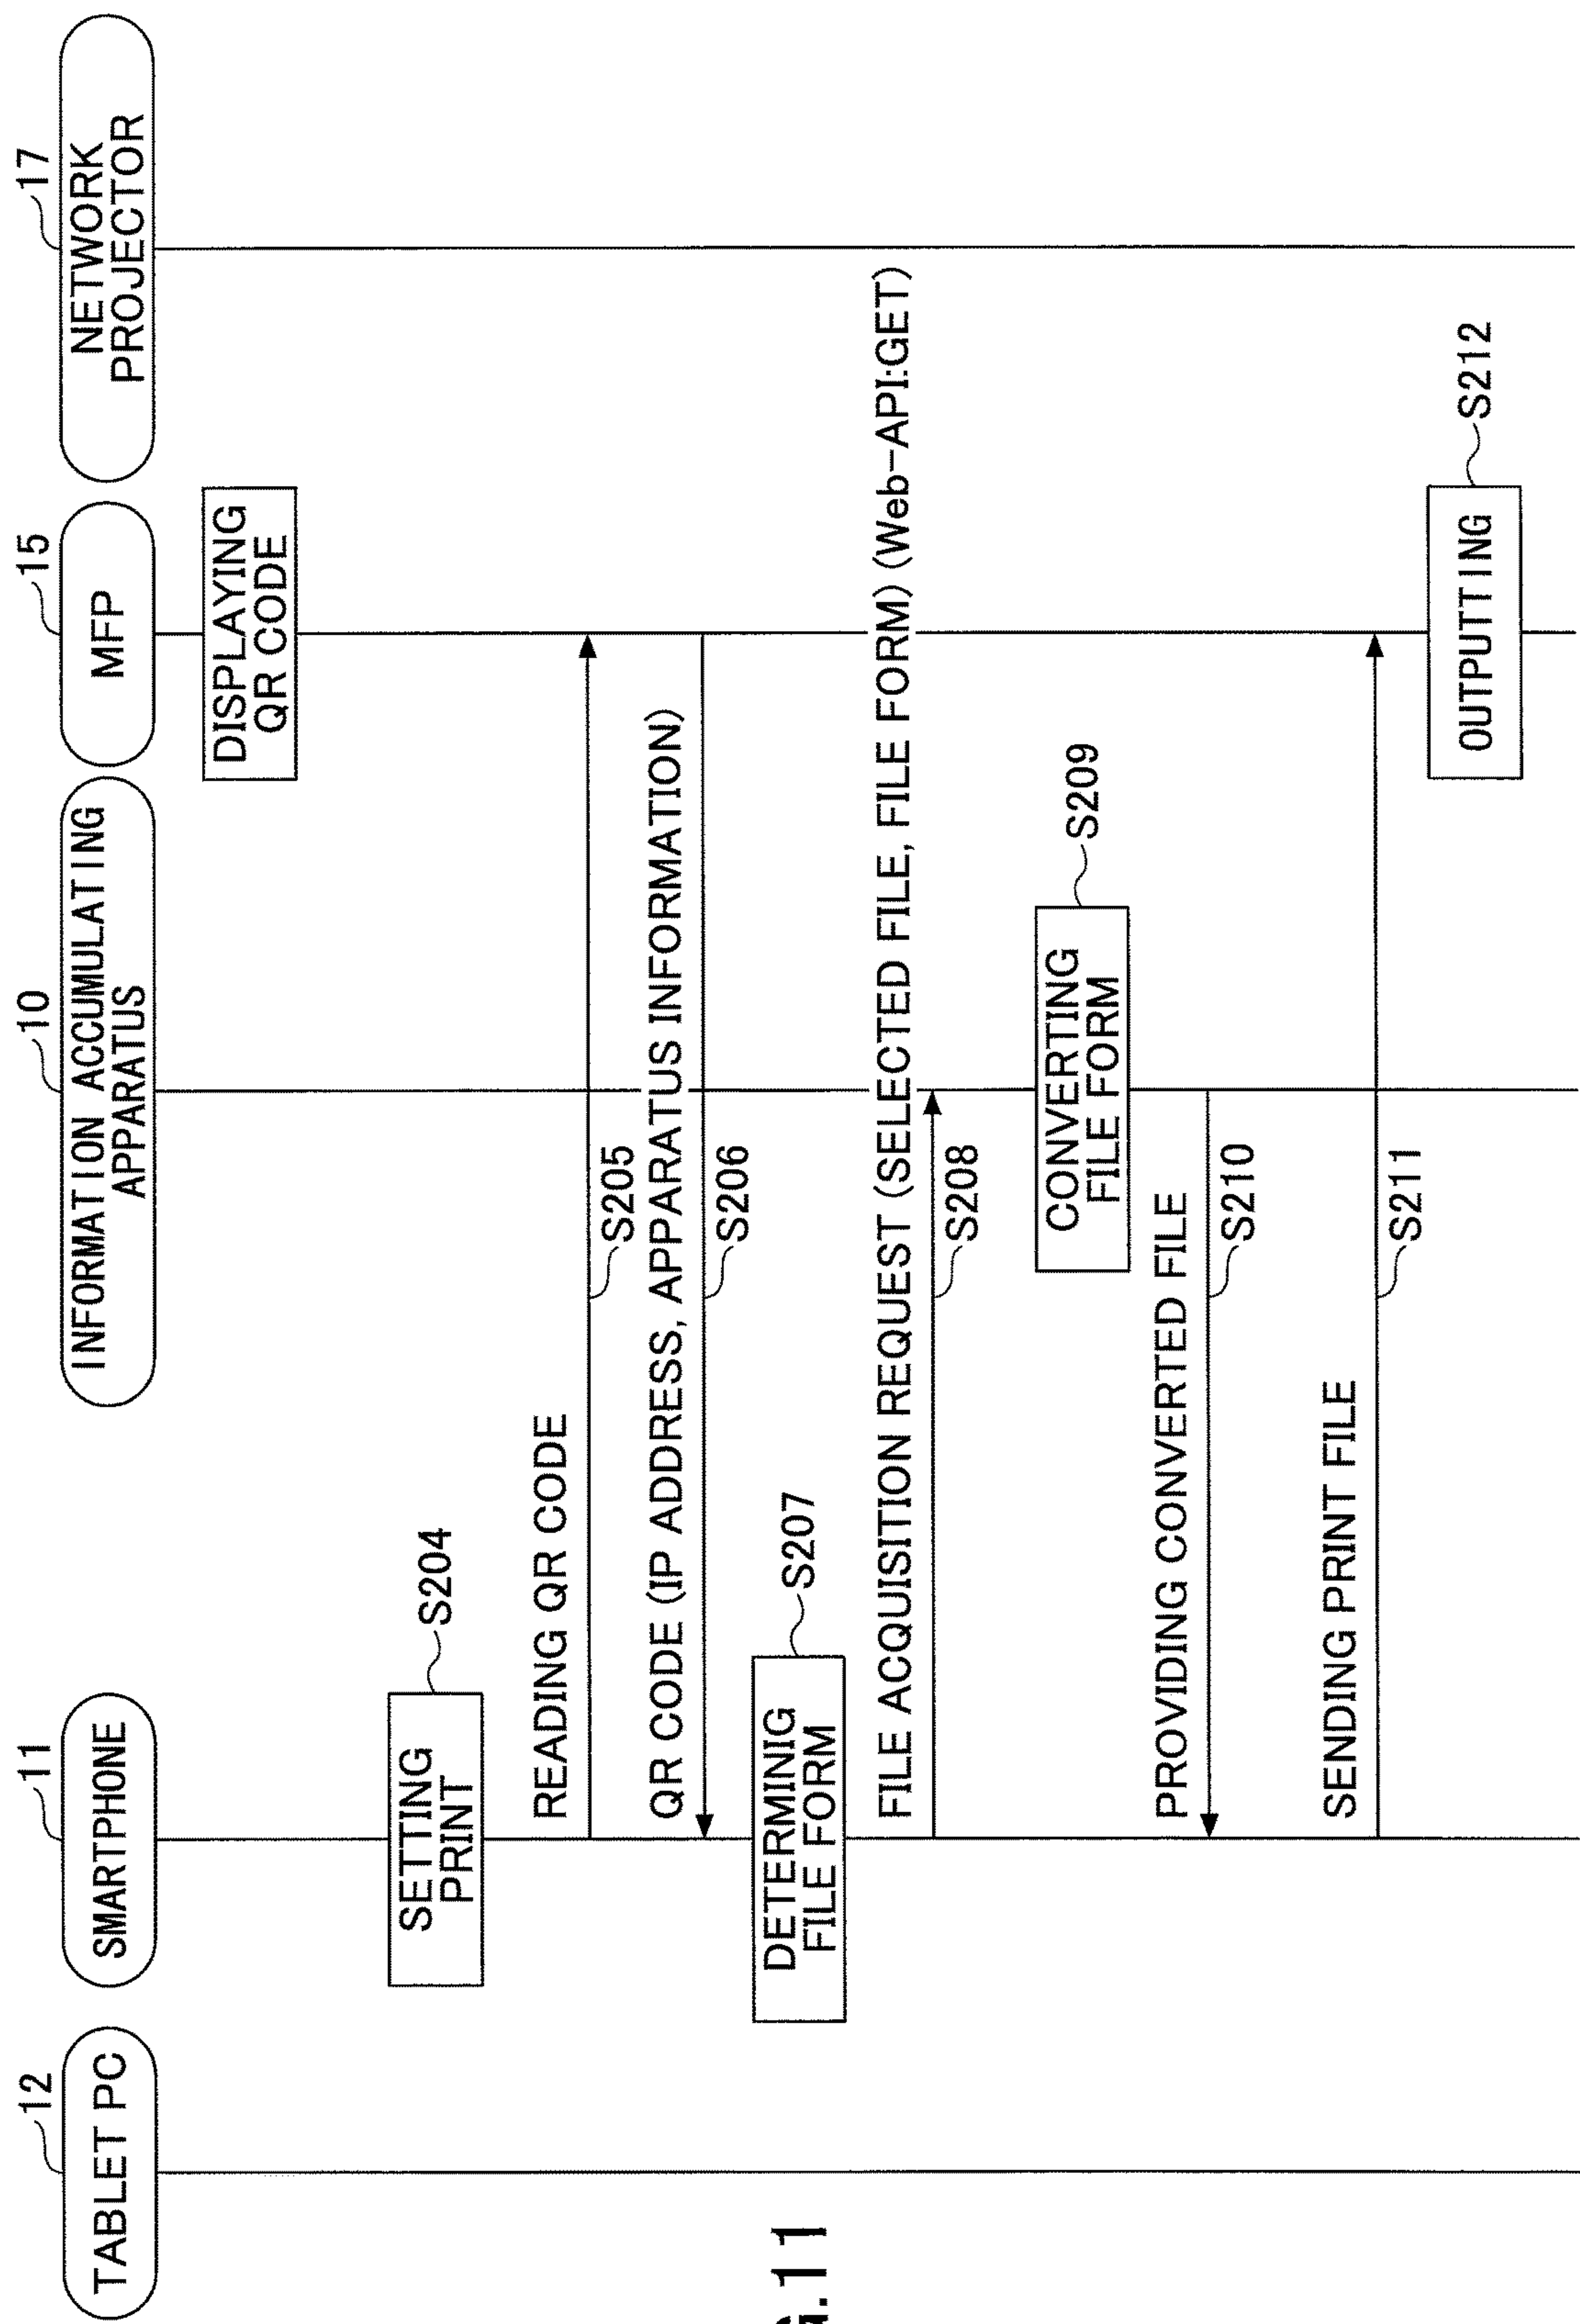 12
TABLET PC
11
SMARTPHONE
10
INFORMATION ACCUMULATING
APPARATUS
15
MFP
17
NETWORK
PROJECTOR
DISPLAYING
QR CODE
SETTING
PRINT
S204
READING QR CODE
S205
QR CODE (IP ADDRESS, APPARATUS INFORMATION)
S206
DETERMINIG
FILE FORM
S207
FILE ACQUISITION REQUEST (SELECTED FILE, FILE FORM) (Web-API:GET)
S208
CONVERTING
FILE FORM
S209
PROVIDING CONVERTED FILE
S210
SENDING PRINT FILE
S211
OUTPUTTING
S212
G.11